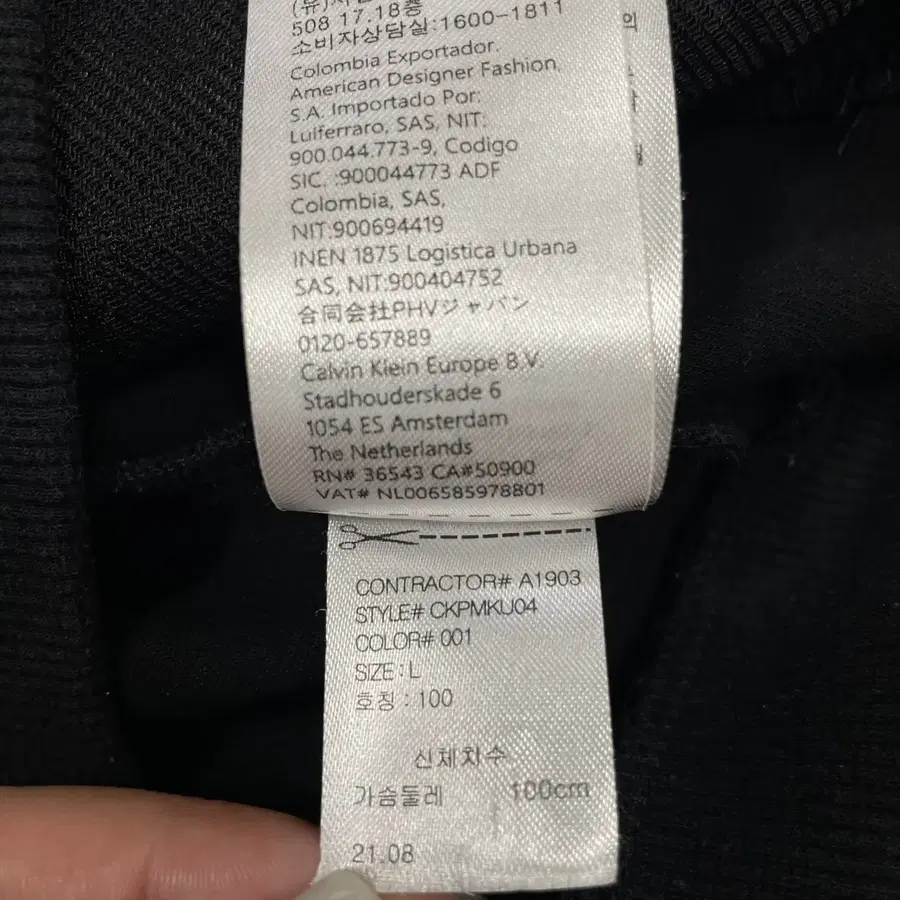 508 17.18층
소비자상담실:1600-1811
Colombia Exportador.
American Designer Fashion,
S.A. Importado Por:
Luiferraro, SAS, NIT:
900.044.773-9, Codigo
SIC. :900044773 ADF
Colombia, SAS,
NIT:900694419
INEN 1875 Logistica Urbana
SAS, NIT:900404752
合同会社PHVジャパン
0120-657889
Calvin Klein Europe B.V.
Stadhouderskade 6
1054 ES Amsterdam
The Netherlands
RN# 36543 CA#50900
VAT# NL006585978B01
CONTRACTOR# A1903
STYLE# CKPMKU04
COLOR# 001
SIZE : L
호칭 : 100
신체치수
가슴둘레 100cm
21.08